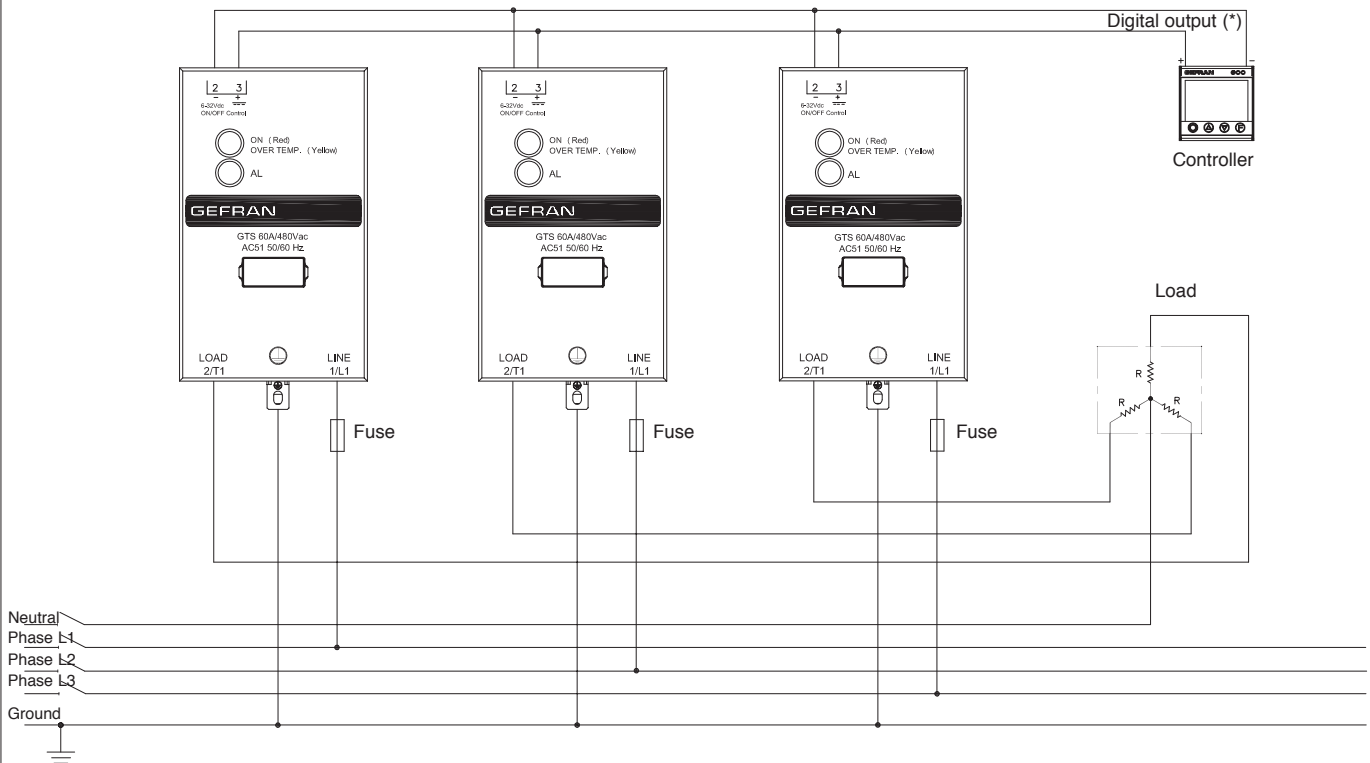 Digital output (*)
+ −
GEFRAN 600
F
Controller
2 3
− +
6-32Vdc
ON/OFF Control
ON (Red)
OVER TEMP. (Yellow)
AL
GEFRAN
GTS 60A/480Vac
AC51 50/60 Hz
LOAD
2/T1
LINE
1/L1
Fuse
2 3
− +
6-32Vdc
ON/OFF Control
ON (Red)
OVER TEMP. (Yellow)
AL
GEFRAN
GTS 60A/480Vac
AC51 50/60 Hz
LOAD
2/T1
LINE
1/L1
Fuse
2 3
− +
6-32Vdc
ON/OFF Control
ON (Red)
OVER TEMP. (Yellow)
AL
GEFRAN
GTS 60A/480Vac
AC51 50/60 Hz
LOAD
2/T1
LINE
1/L1
Fuse
Load
R
R R
Neutral
Phase L1
Phase L2
Phase L3
Ground